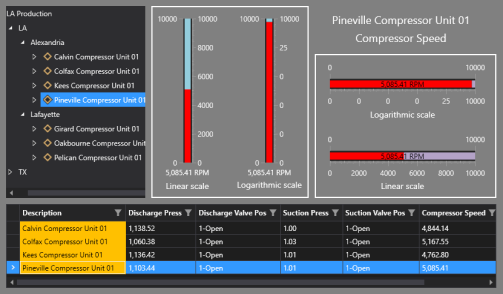 LA Production
LA
Alexandria
Calvin Compressor Unit 01
Colfax Compressor Unit 01
Kees Compressor Unit 01
Pineville Compressor Unit 01
Lafayette
Girard Compressor Unit 01
Oakbourne Compressor Unit
Pelican Compressor Unit 01
TX
10000 10000
8000
6000
4000
2000
0 0
5,085.41 RPM
Linear scale
10000 10000
25
0
0
0 0
5,085.41 RPM
Logarithmic scale
Pineville Compressor Unit 01
Compressor Speed
0 10000
5,085.41 RPM
0 0 0 25 10000
Logarithmic scale
0 10000
5,085.41 RPM
0 2000 4000 6000 8000 10000
Linear scale
Description Discharge Press Discharge Valve Pos Suction Press Suction Valve Pos Compressor Speed
Calvin Compressor Unit 01 1,138.52 1-Open 1.00 1-Open 4,844.14
Colfax Compressor Unit 01 1,060.38 1-Open 1.03 1-Open 5,167.55
Kees Compressor Unit 01 1,136.42 1-Open 1.01 1-Open 4,762.80
Pineville Compressor Unit 01 1,103.44 1-Open 1.01 1-Open 5,085.41